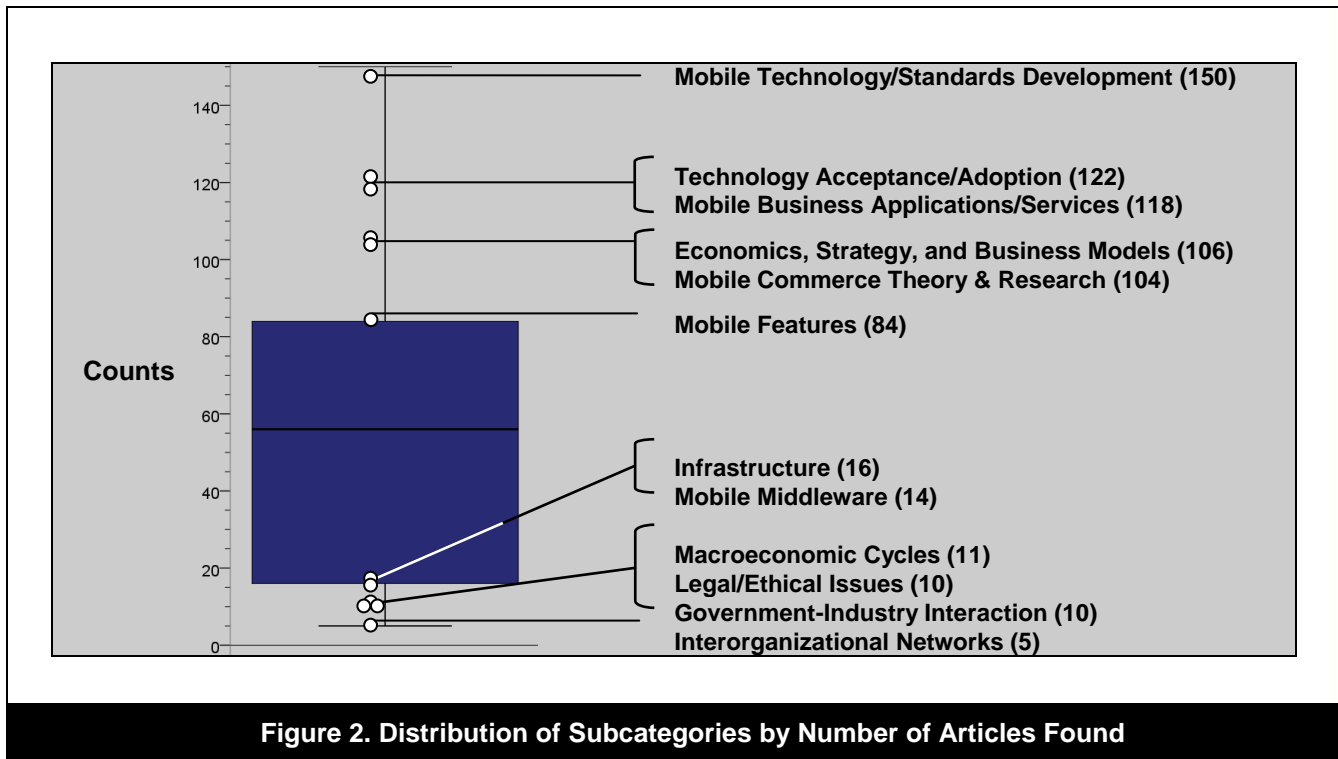 Mobile Technology/Standards Development (150)
140
120
Technology Acceptance/Adoption (122)
Mobile Business Applications/Services (118)
100
Economics, Strategy, and Business Models (106)
Mobile Commerce Theory & Research (104)
80
Mobile Features (84)
Counts
60
40
Infrastructure (16)
Mobile Middleware (14)
20
Macroeconomic Cycles (11)
Legal/Ethical Issues (10)
Government-Industry Interaction (10)
0
Interorganizational Networks (5)
Figure 2. Distribution of Subcategories by Number of Articles Found